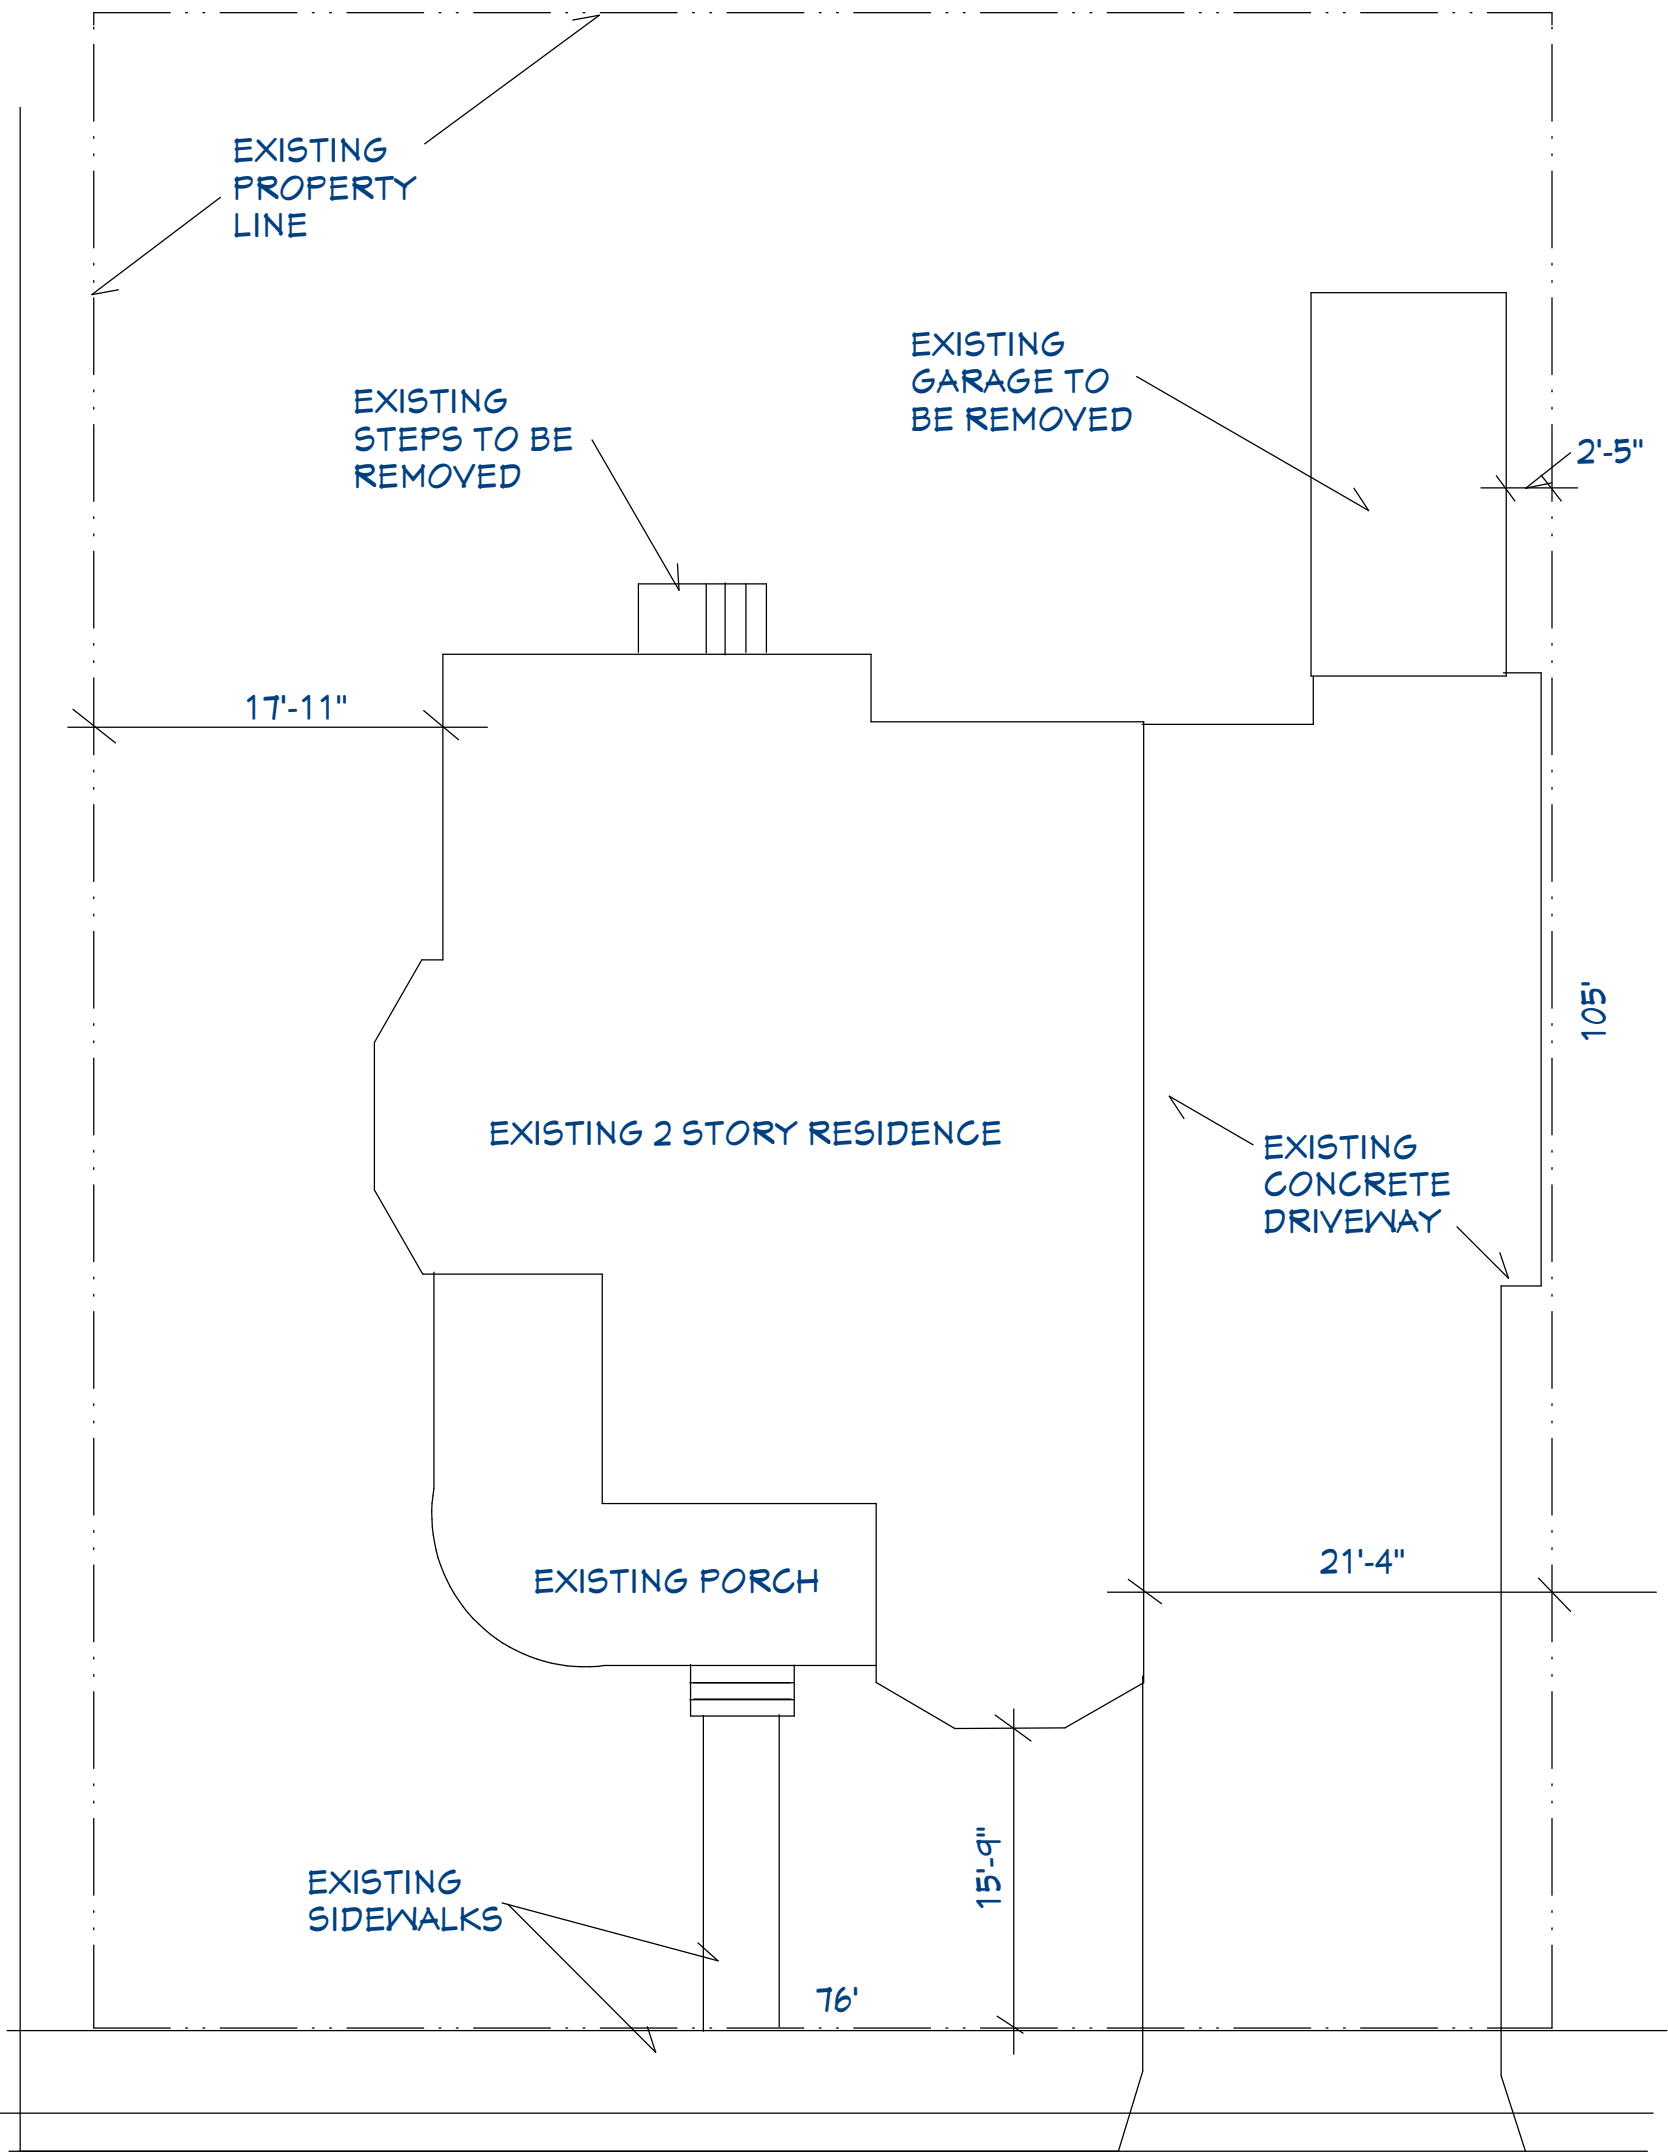 EXISTING
PROPERTY
LINE
EXISTING
GARAGE TO
BE REMOVED
EXISTING
STEPS TO BE
REMOVED
2'-5"
17'-11"
105'
EXISTING 2 STORY RESIDENCE
EXISTING
CONCRETE
DRIVEWAY
21'-4"
EXISTING PORCH
15'-9"
EXISTING
SIDEWALKS
76'